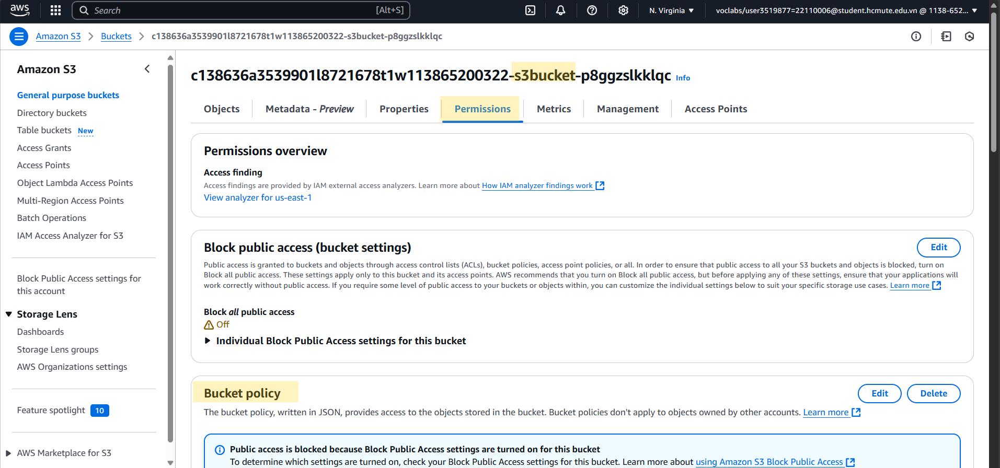 aws
Search [Alt+S]
N. Virginia
voclabs/user3519877=22110006@student.hcmute.edu.vn @ 1138-652...
Amazon S3
Buckets
c138636a3539901l8721678t1w113865200322-s3bucket-p8ggzslkklqc
Amazon S3
General purpose buckets
Directory buckets
Table buckets New
Access Grants
Access Points
Object Lambda Access Points
Multi-Region Access Points
Batch Operations
IAM Access Analyzer for S3
Block Public Access settings for
this account
Storage Lens
Dashboards
Storage Lens groups
AWS Organizations settings
Feature spotlight 10
AWS Marketplace for S3
c138636a3539901l8721678t1w113865200322-s3bucket-p8ggzslkklqc Info
Objects
Metadata - Preview
Properties
Permissions
Metrics
Management
Access Points
Permissions overview
Access finding
Access findings are provided by IAM external access analyzers. Learn more about How IAM analyzer findings work
View analyzer for us-east-1
Block public access (bucket settings)
Edit
Public access is granted to buckets and objects through access control lists (ACLs), bucket policies, access point policies, or all. In order to ensure that public access to all your S3 buckets and objects is blocked, turn on
Block all public access. These settings apply only to this bucket and its access points. AWS recommends that you turn on Block all public access, but before applying any of these settings, ensure that your applications will
work correctly without public access. If you require some level of public access to your buckets or objects within, you can customize the individual settings below to suit your specific storage use cases. Learn more
Block all public access
Off
Individual Block Public Access settings for this bucket
Bucket policy
Edit
Delete
The bucket policy, written in JSON, provides access to the objects stored in the bucket. Bucket policies don't apply to objects owned by other accounts. Learn more
Public access is blocked because Block Public Access settings are turned on for this bucket
To determine which settings are turned on, check your Block Public Access settings for this bucket. Learn more about using Amazon S3 Block Public Access